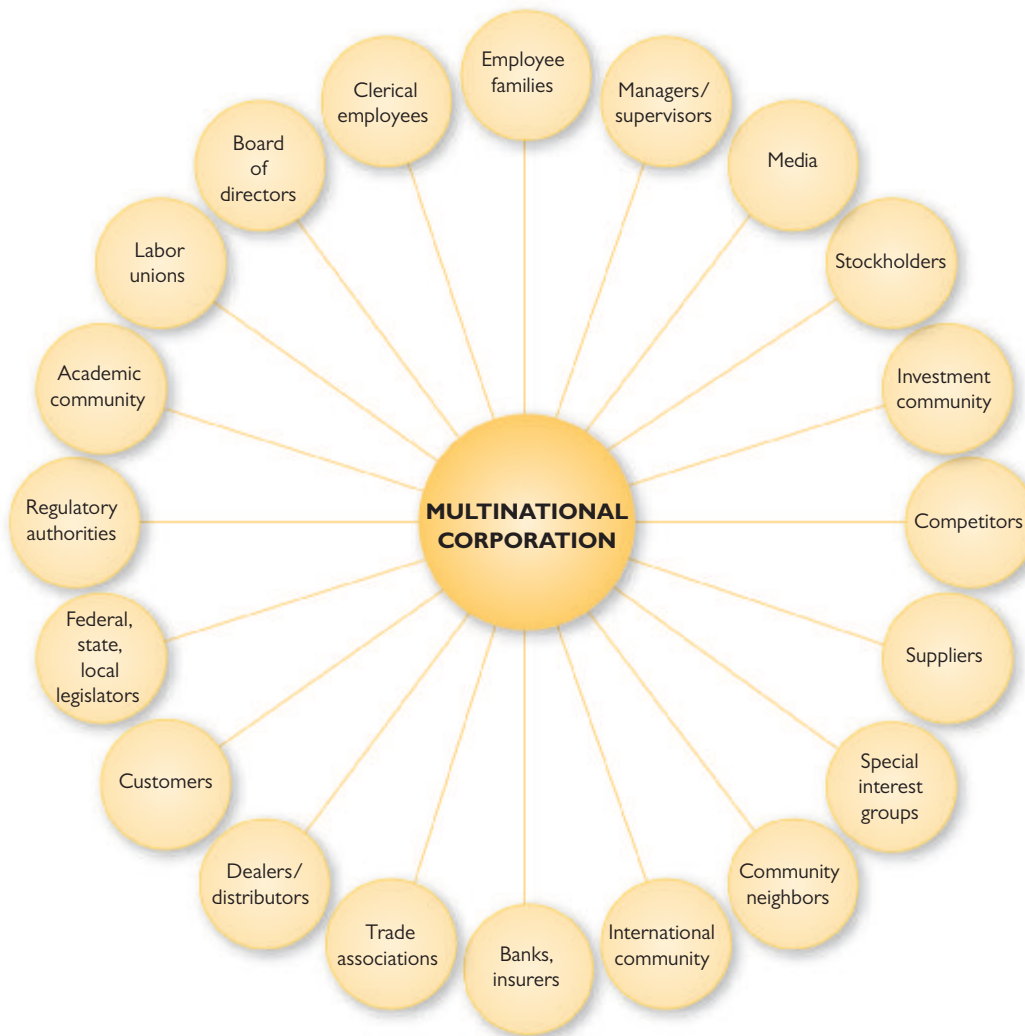 Employee
families
Managers/
supervisors
Media
Stockholders
Investment
community
Competitors
Suppliers
Special
interest
groups
Community
neighbors
International
community
Banks,
insurers
Trade
associations
Dealers/
distributors
Customers
Federal,
state,
local
legislators
Regulatory
authorities
Academic
community
Labor
unions
Board
of
directors
Clerical
employees
MULTINATIONAL
CORPORATION